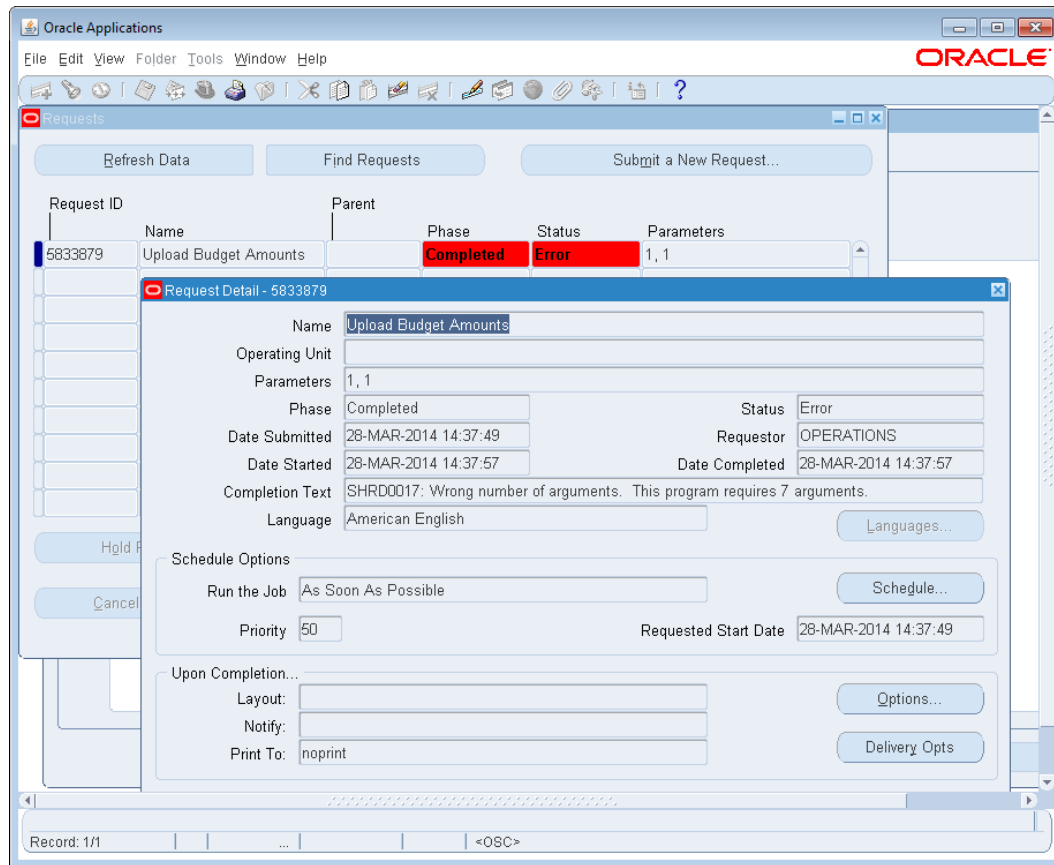 Oracle Applications
File Edit View Folder Tools Window Help
ORACLE
Requests
Refresh Data Find Requests Submit a New Request...
Request ID Parent
Name Phase Status Parameters
5833879 Upload Budget Amounts Completed Error 1, 1
Request Detail - 5833879
Name Upload Budget Amounts
Operating Unit
Parameters 1, 1
Phase Completed Status Error
Date Submitted 28-MAR-2014 14:37:49 Requestor OPERATIONS
Date Started 28-MAR-2014 14:37:57 Date Completed 28-MAR-2014 14:37:57
Completion Text SHRD0017: Wrong number of arguments. This program requires 7 arguments.
Language American English Languages...
Hold
Schedule Options
Run the Job As Soon As Possible Schedule...
Cancel
Priority 50 Requested Start Date 28-MAR-2014 14:37:49
Upon Completion...
Layout: Options...
Notify:
Print To: noprint Delivery Opts
Record: 1/1 ... <OSC>